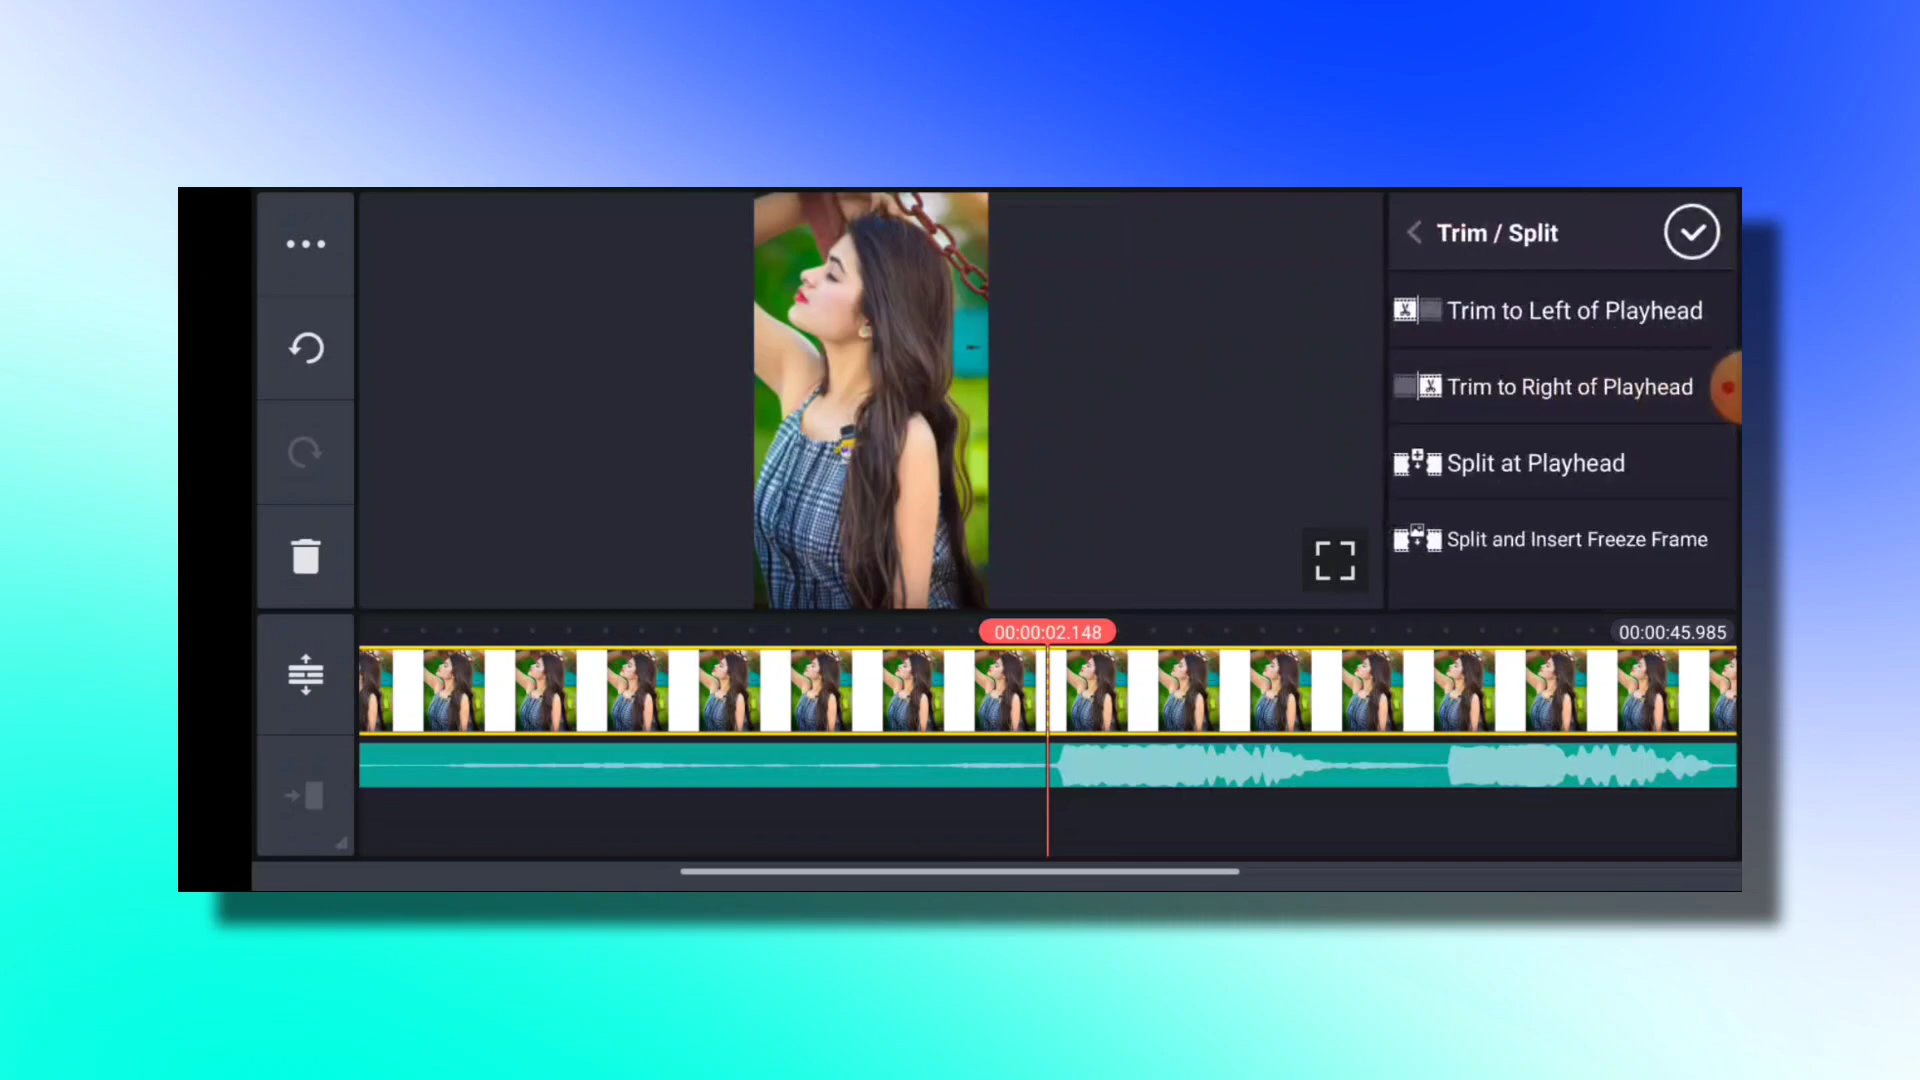 Trim / Split
Trim to Left of Playhead
Trim to Right of Playhead
Split at Playhead
Split and Insert Freeze Frame
00:00:02.148
00:00:45.985